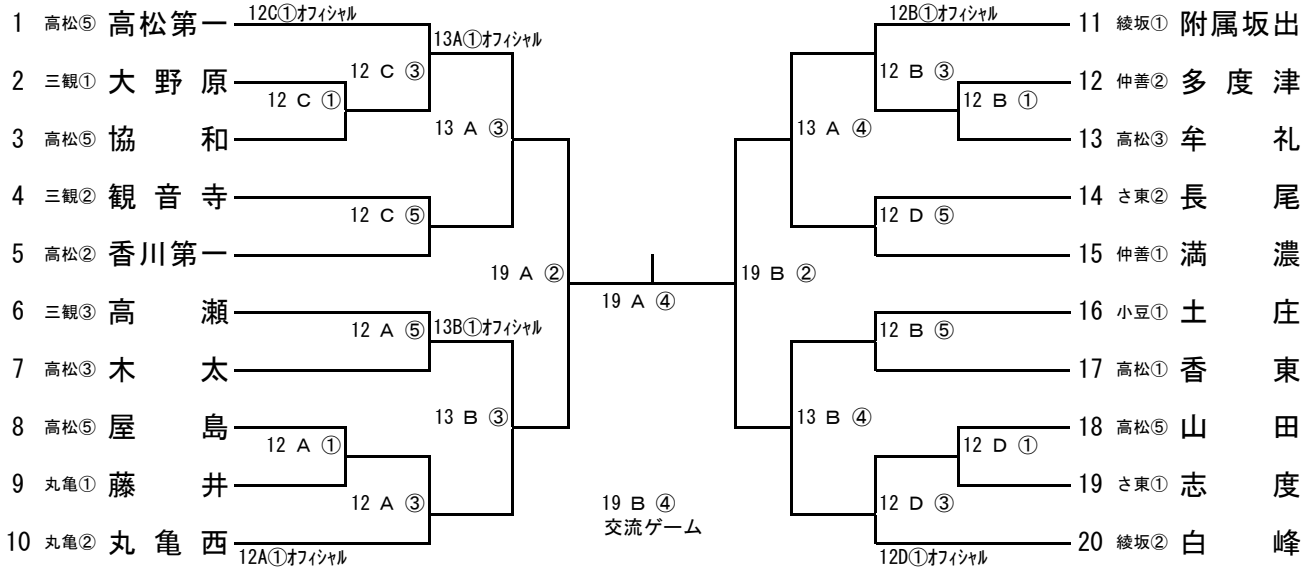 1 高松⑤ 高松第一
12C①オフィシャル
13A①オフィシャル
12 C ③
2 三観① 大野原
12 C ①
13 A ③
3 高松⑤ 協和
4 三観② 観音寺
12 C ⑤
5 高松② 香川第一
19 A ②
6 三観③ 高瀬
12 A ⑤
13B①オフィシャル
7 高松③ 木太
13 B ③
8 高松⑤ 屋島
12 A ①
9 丸亀① 藤井
12 A ③
10 丸亀② 丸亀西
12A①オフィシャル
19 A ④
19 B ④
交流ゲーム
12B①オフィシャル
11 綾坂① 附属坂出
12 B ③
12 仲善② 多度津
12 B ①
13 A ④
13 高松③ 牟礼
14 さ東② 長尾
12 D ⑤
15 仲善① 満濃
19 B ②
16 小豆① 土庄
12 B ⑤
17 高松① 香東
13 B ④
18 高松⑤ 山田
12 D ①
19 さ東① 志度
12 D ③
20 綾坂② 白峰
12D①オフィシャル